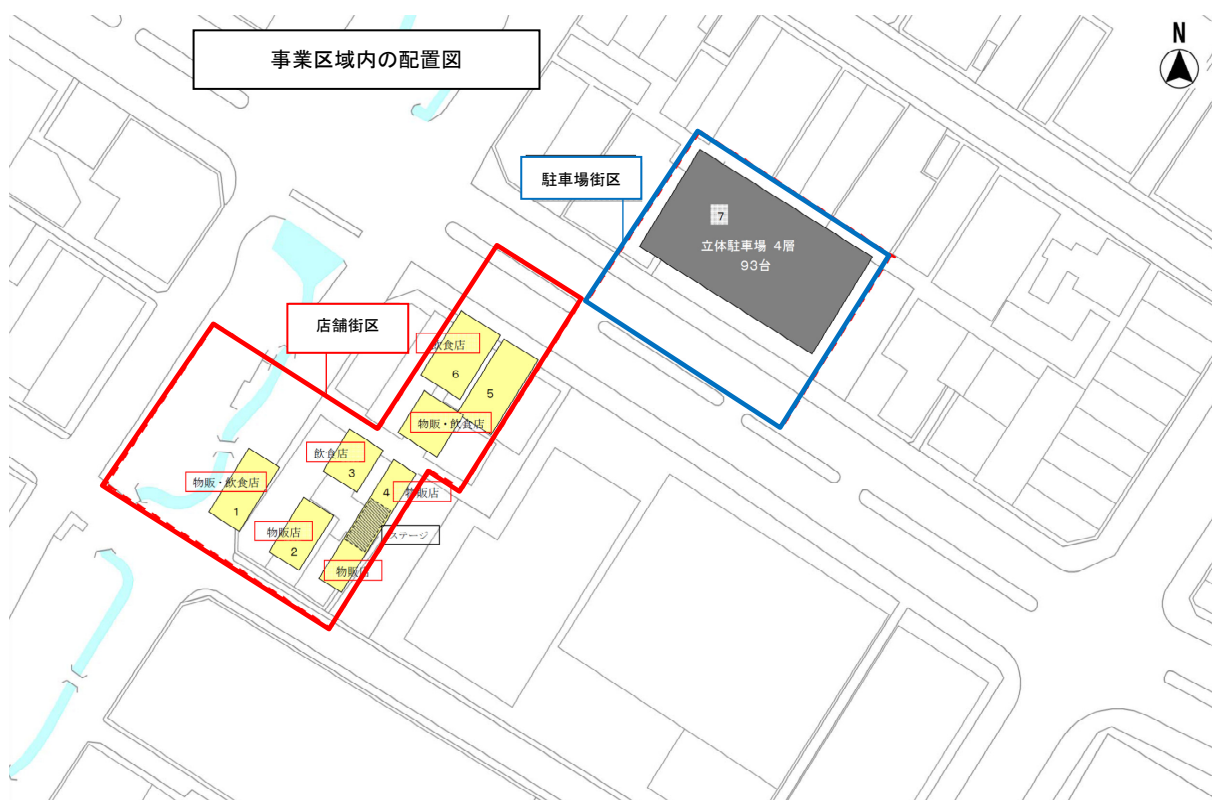 事業区域内の配置図
N
駐車場街区
7
立体駐車場 4層
93台
店舗街区
飲食店
6
5
物販・飲食店
飲食店
3
物販・飲食店
1
4
物販店
物販店
2
ステージ
物販店